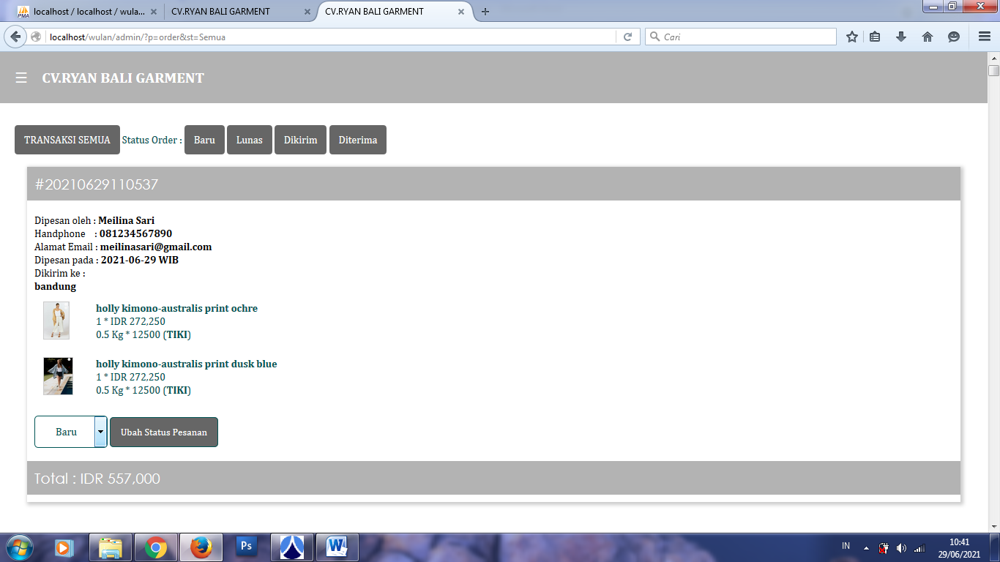 localhost / localhost / wula...
CV.RYAN BALI GARMENT
CV.RYAN BALI GARMENT
localhost/wulan/admin/?p=order&st=Semua
Cari
CV.RYAN BALI GARMENT
TRANSAKSI SEMUA Status Order : Baru Lunas Dikirim Diterima
#20210629110537
Dipesan oleh : Meilina Sari
Handphone : 081234567890
Alamat Email : meilinasari@gmail.com
Dipesan pada : 2021-06-29 WIB
Dikirim ke :
bandung
holly kimono-australis print ochre
1 * IDR 272,250
0.5 Kg * 12500 (TIKI)
holly kimono-australis print dusk blue
1 * IDR 272,250
0.5 Kg * 12500 (TIKI)
Baru Ubah Status Pesanan
Total : IDR 557,000
Ps
W
IN
10:41
29/06/2021